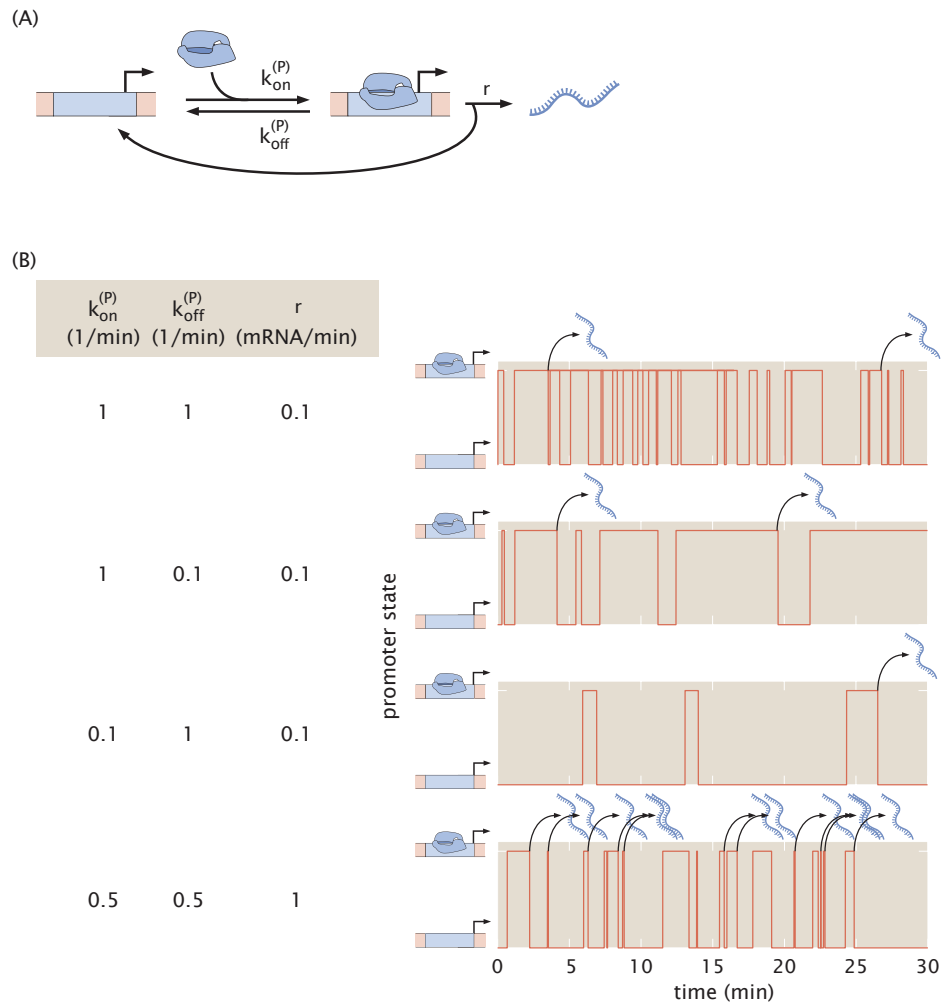 (A)
k_on^(P)
k_off^(P)
r
(B)
k_on^(P) k_off^(P) r
(1/min) (1/min) (mRNA/min)
1 1 0.1
1 0.1 0.1
0.1 1 0.1
0.5 0.5 1
promoter state
0 5 10 15 20 25 30
time (min)